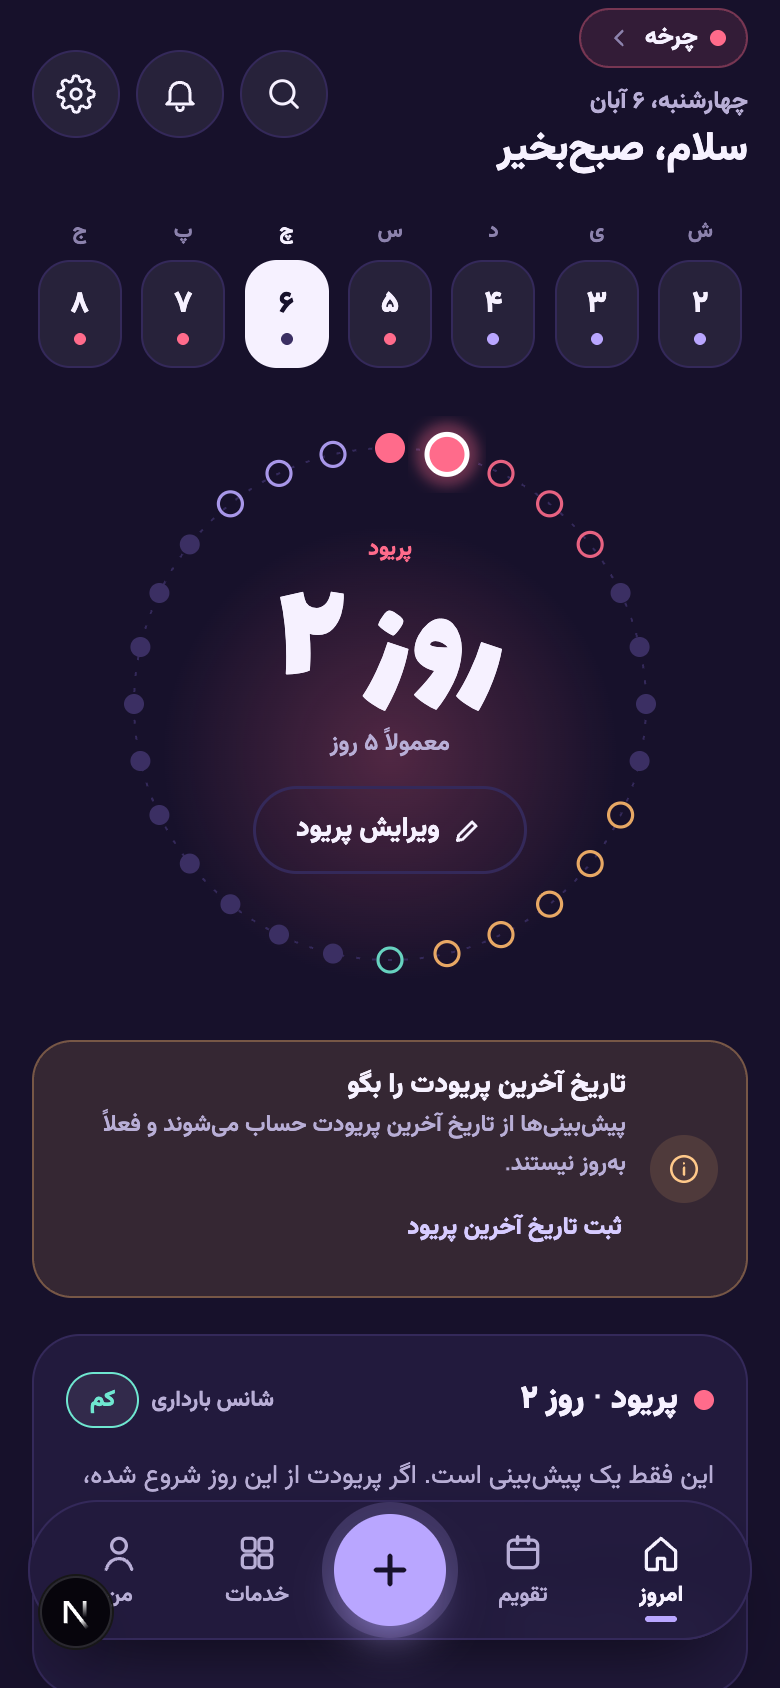 چرخه
چهارشنبه، ۶ آبان
سلام، صبح‌بخیر
ش ی د س چ پ ج
۲ ۳ ۴ ۵ ۶ ۷ ۸
پریود
روز ۲
معمولاً ۵ روز
ویرایش پریود
تاریخ آخرین پریودت را بگو
پیش‌بینی‌ها از تاریخ آخرین پریودت حساب می‌شوند و فعلاً
به‌روز نیستند.
ثبت تاریخ آخرین پریود
پریود · روز ۲
شانس بارداری
کم
این فقط یک پیش‌بینی است. اگر پریودت از این روز شروع شده،
امروز
تقویم
خدمات
من
N